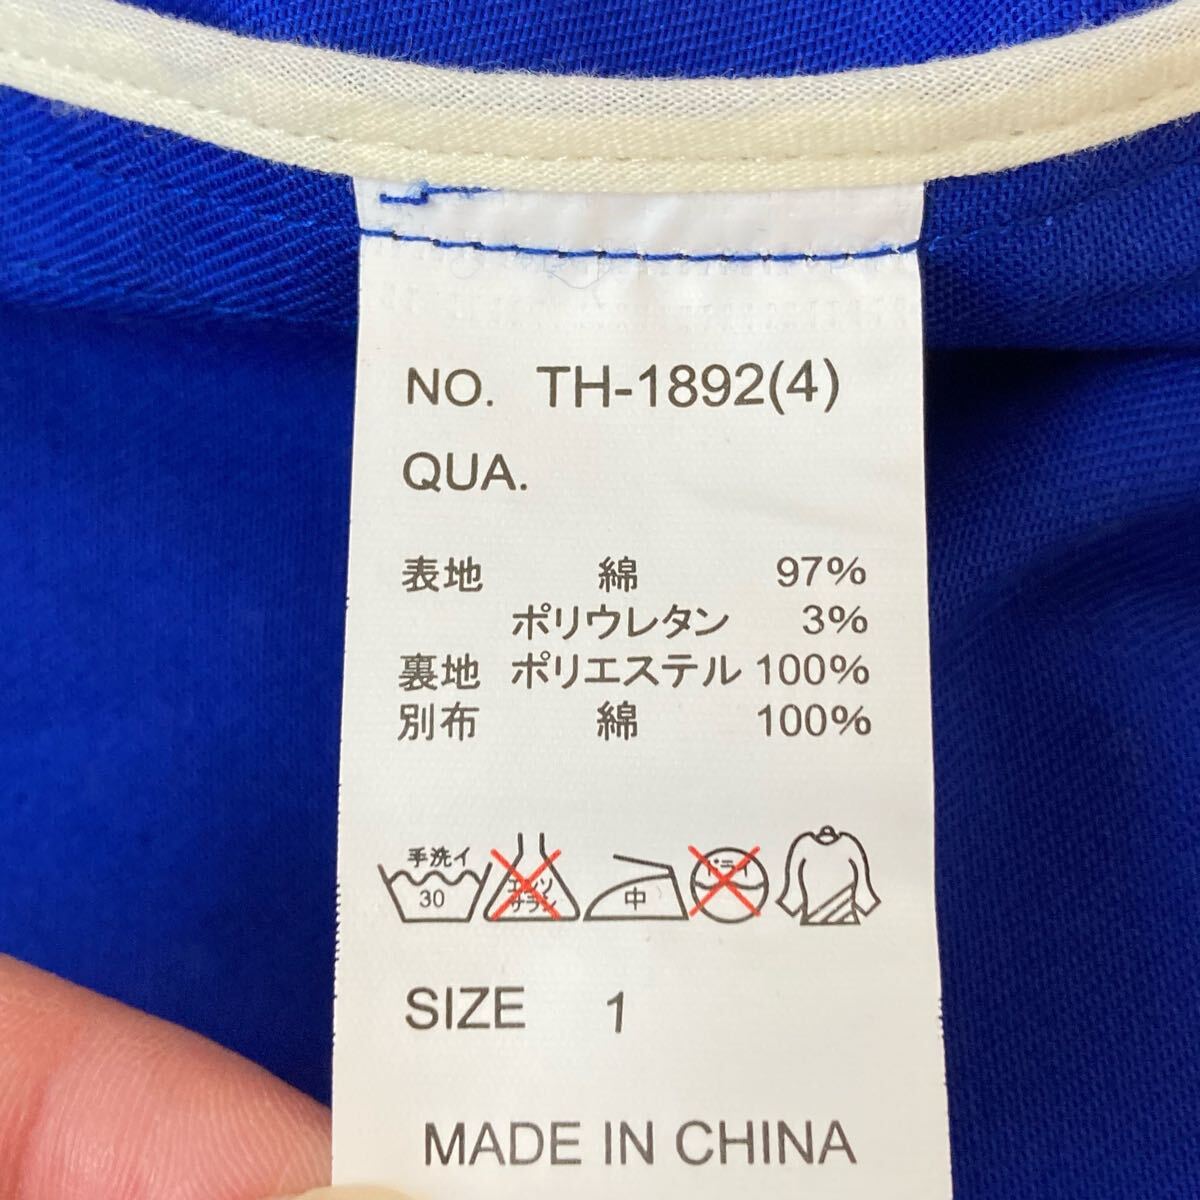 NO. TH-1892(4)
QUA.
表地 綿 97%
ポリウレタン 3%
裏地 ポリエステル 100%
別布 綿 100%
手洗イ
30
エンソ
サラシ
中
ドライ
SIZE 1
MADE IN CHINA